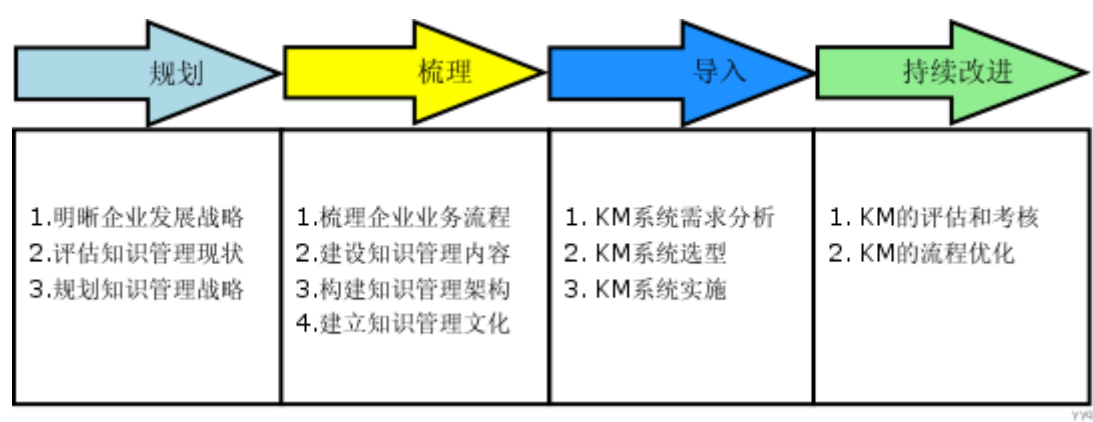 规划
梳理
导入
持续改进
1.明晰企业发展战略
2.评估知识管理现状
3.规划知识管理战略
1.梳理企业业务流程
2.建设知识管理内容
3.构建知识管理架构
4.建立知识管理文化
1. KM系统需求分析
2. KM系统选型
3. KM系统实施
1. KM的评估和考核
2. KM的流程优化
yyq